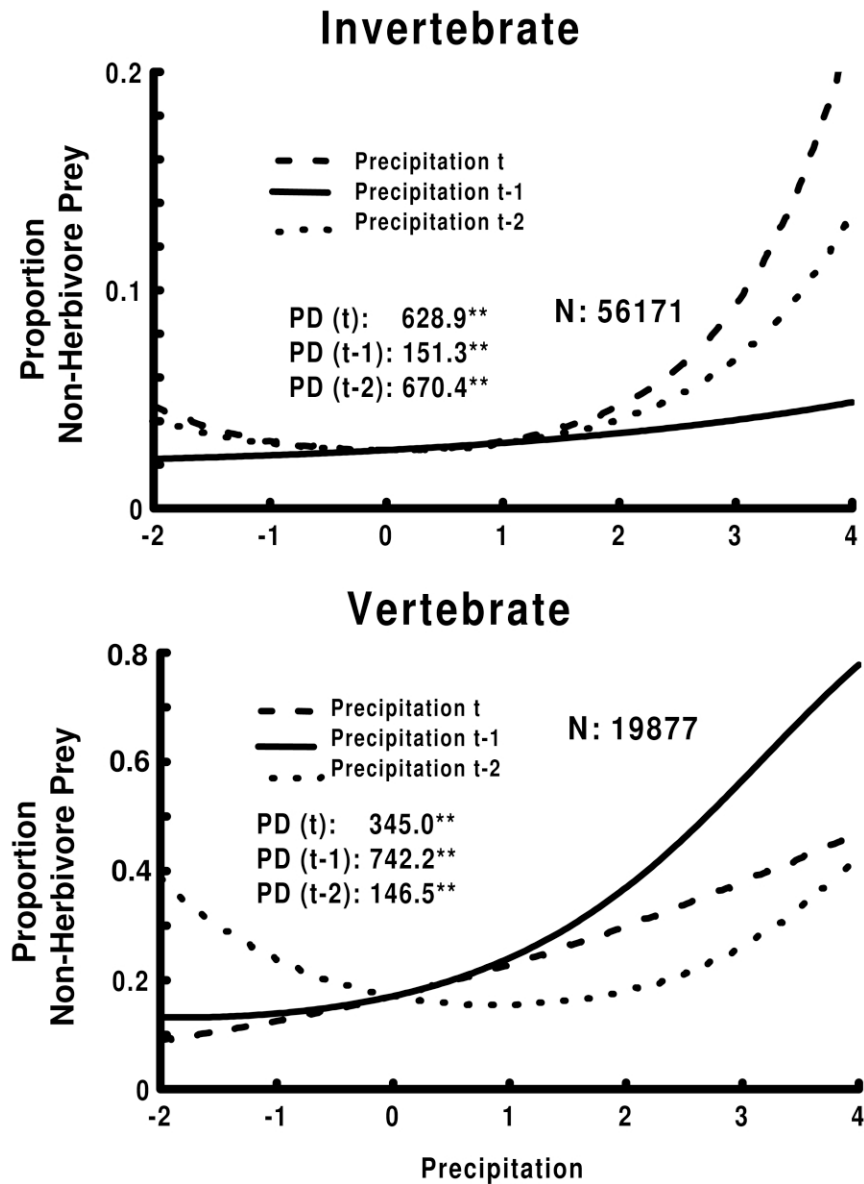 Invertebrate
0.2
Precipitation t
Precipitation t-1
Precipitation t-2
0.1
PD (t): 628.9**
N: 56171
PD (t-1): 151.3**
PD (t-2): 670.4**
0
-2 -1 0 1 2 3 4
Proportion
Non-Herbivore Prey
Vertebrate
0.8
Precipitation t
Precipitation t-1
N: 19877
Precipitation t-2
0.6
PD (t): 345.0**
PD (t-1): 742.2**
PD (t-2): 146.5**
0.4
0.2
0
-2 -1 0 1 2 3 4
Proportion
Non-Herbivore Prey
Precipitation